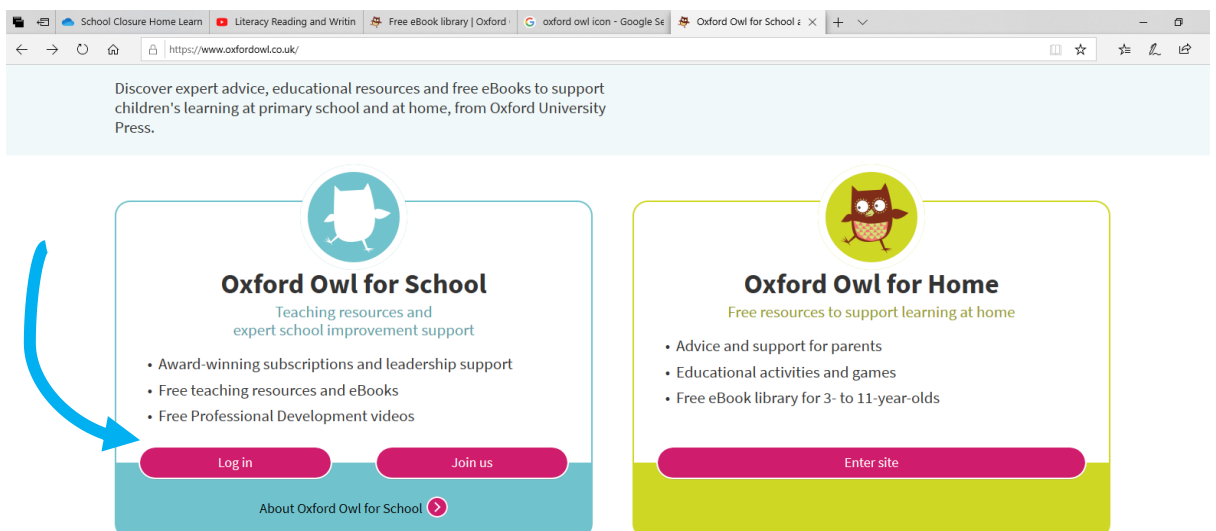 School Closure Home Learn
Literacy Reading and Writin
Free eBook library | Oxford
oxford owl icon - Google Se
Oxford Owl for School a
https://www.oxfordowl.co.uk/
Discover expert advice, educational resources and free eBooks to support
children's learning at primary school and at home, from Oxford University
Press.
Oxford Owl for School
Teaching resources and
expert school improvement support
• Award-winning subscriptions and leadership support
• Free teaching resources and eBooks
• Free Professional Development videos
Log in
Join us
About Oxford Owl for School
Oxford Owl for Home
Free resources to support learning at home
• Advice and support for parents
• Educational activities and games
• Free eBook library for 3- to 11-year-olds
Enter site